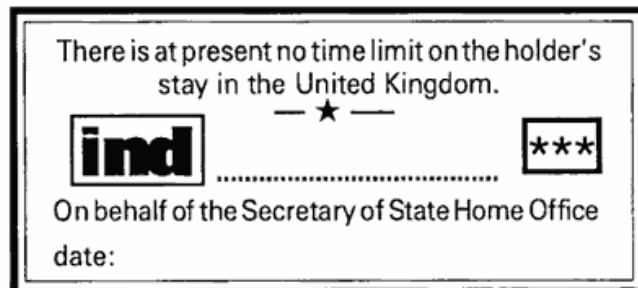 There is at present no time limit on the holder's
stay in the United Kingdom.
— ★ —
ind ........................................ ***
On behalf of the Secretary of State Home Office
date: